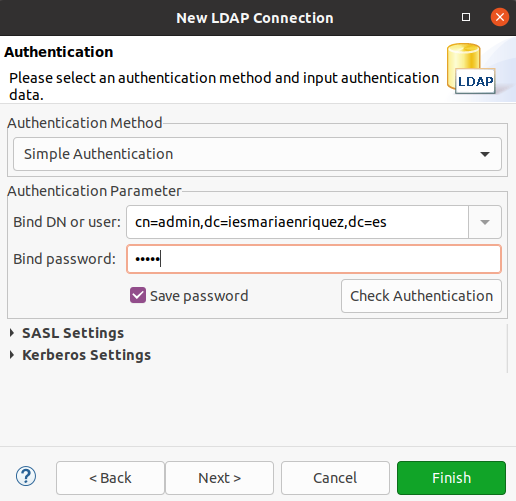 New LDAP Connection
Authentication
Please select an authentication method and input authentication
data.
LDAP
Authentication Method
Simple Authentication
Authentication Parameter
Bind DN or user: cn=admin,dc=iesmariaenriquez,dc=es
Bind password: •••••
Save password Check Authentication
SASL Settings
Kerberos Settings
? < Back Next > Cancel Finish